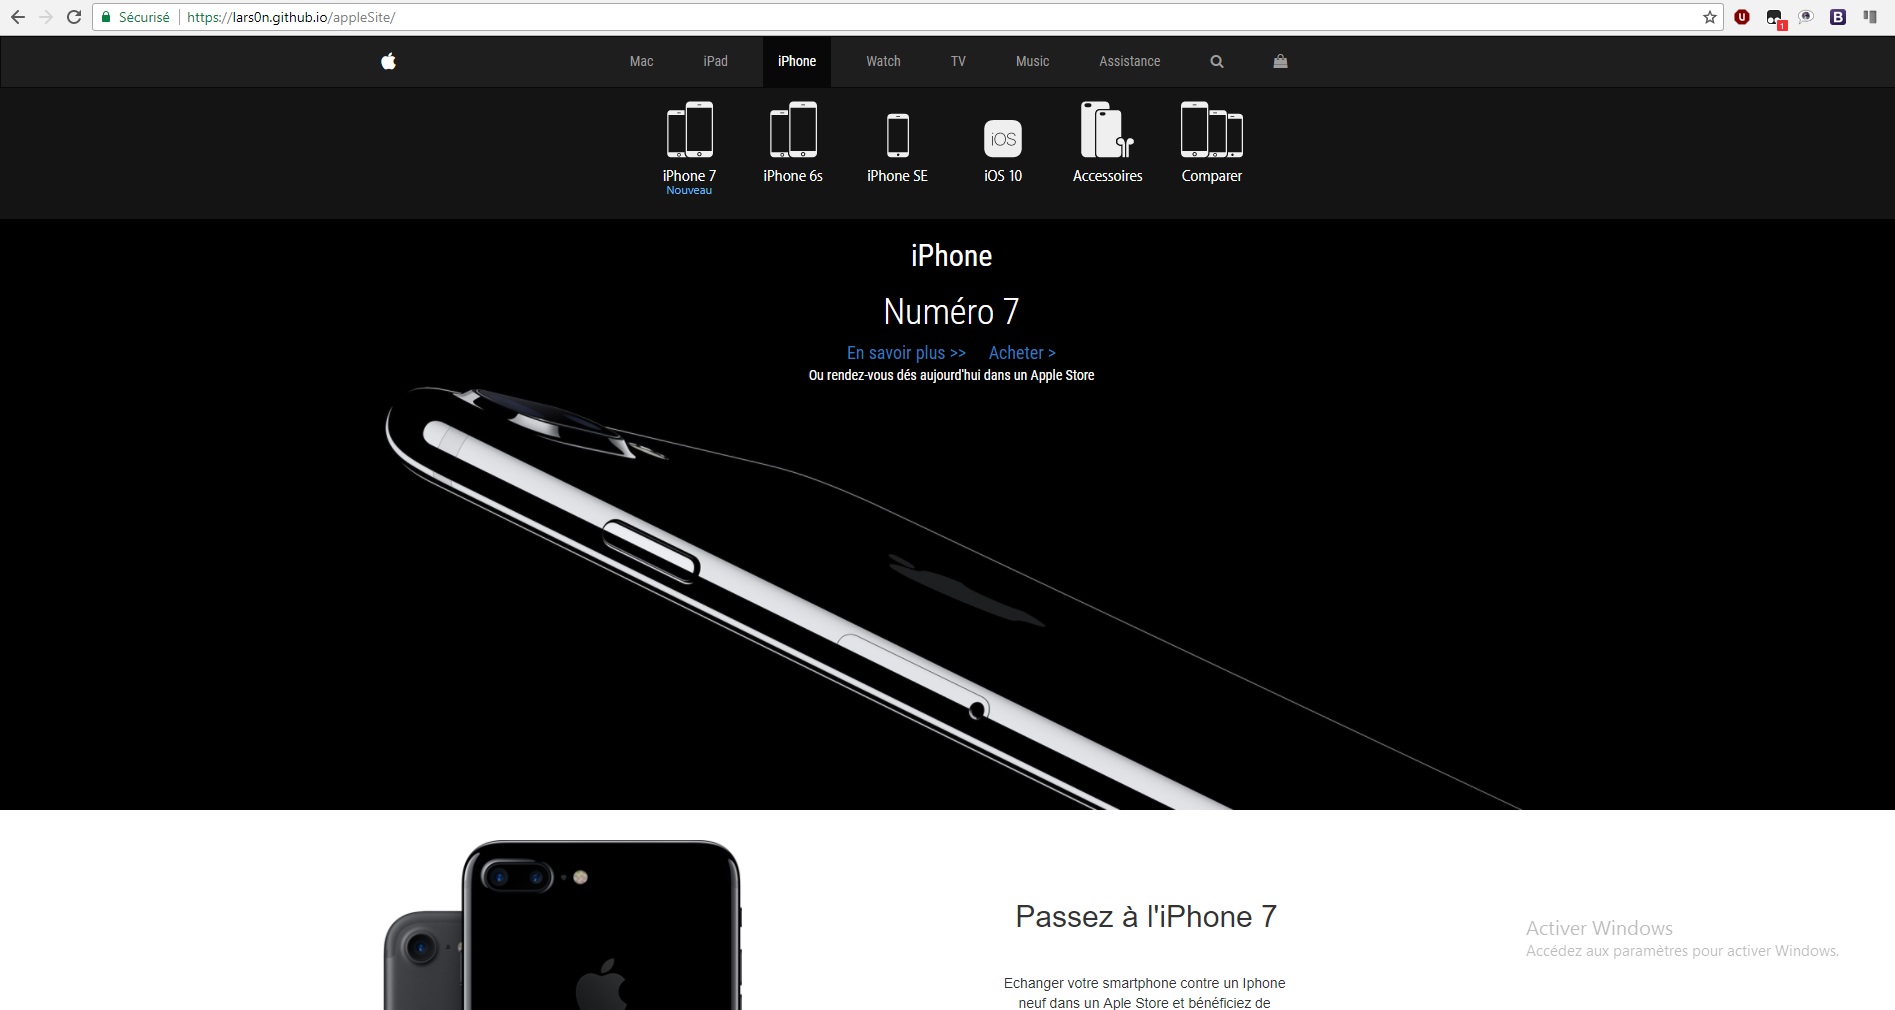 Sécurisé https://lars0n.github.io/appleSite/
1
B
Mac iPad iPhone Watch TV Music Assistance
iOS
iPhone 7 iPhone 6s iPhone SE iOS 10 Accessoires Comparer
Nouveau
iPhone
Numéro 7
En savoir plus >> Acheter >
Ou rendez-vous dés aujourd'hui dans un Apple Store
Passez à l'iPhone 7
Echanger votre smartphone contre un Iphone
neuf dans un Aple Store et bénéficiez de
Activer Windows
Accédez aux paramètres pour activer Windows.